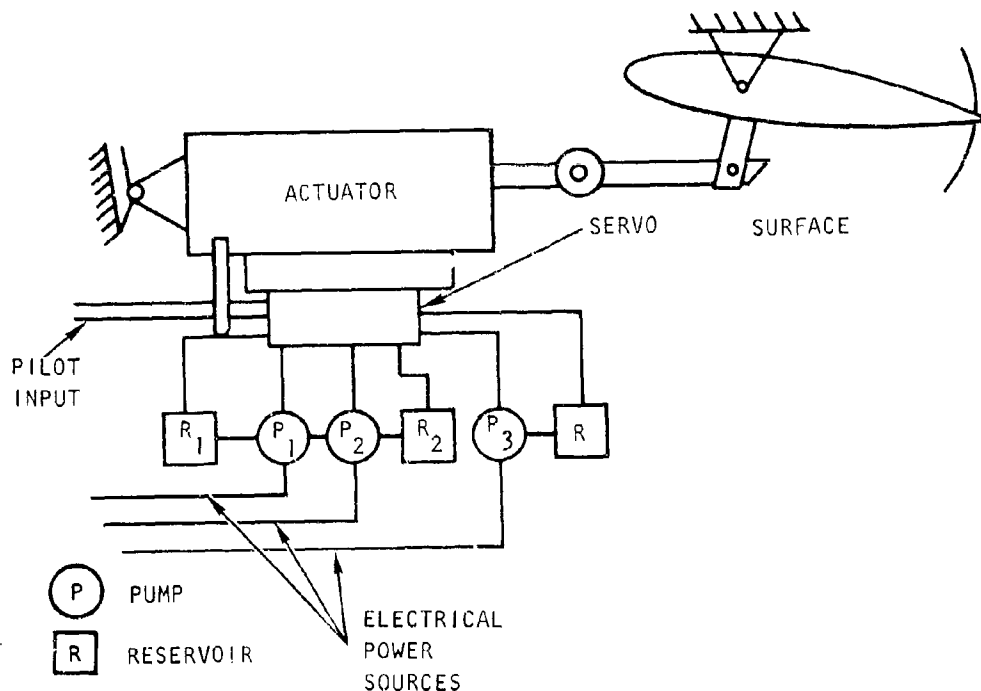 ACTUATOR
SERVO
SURFACE
PILOT
INPUT
R1
P1
P2
R2
P3
R
P PUMP
R RESERVOIR
ELECTRICAL
POWER
SOURCES